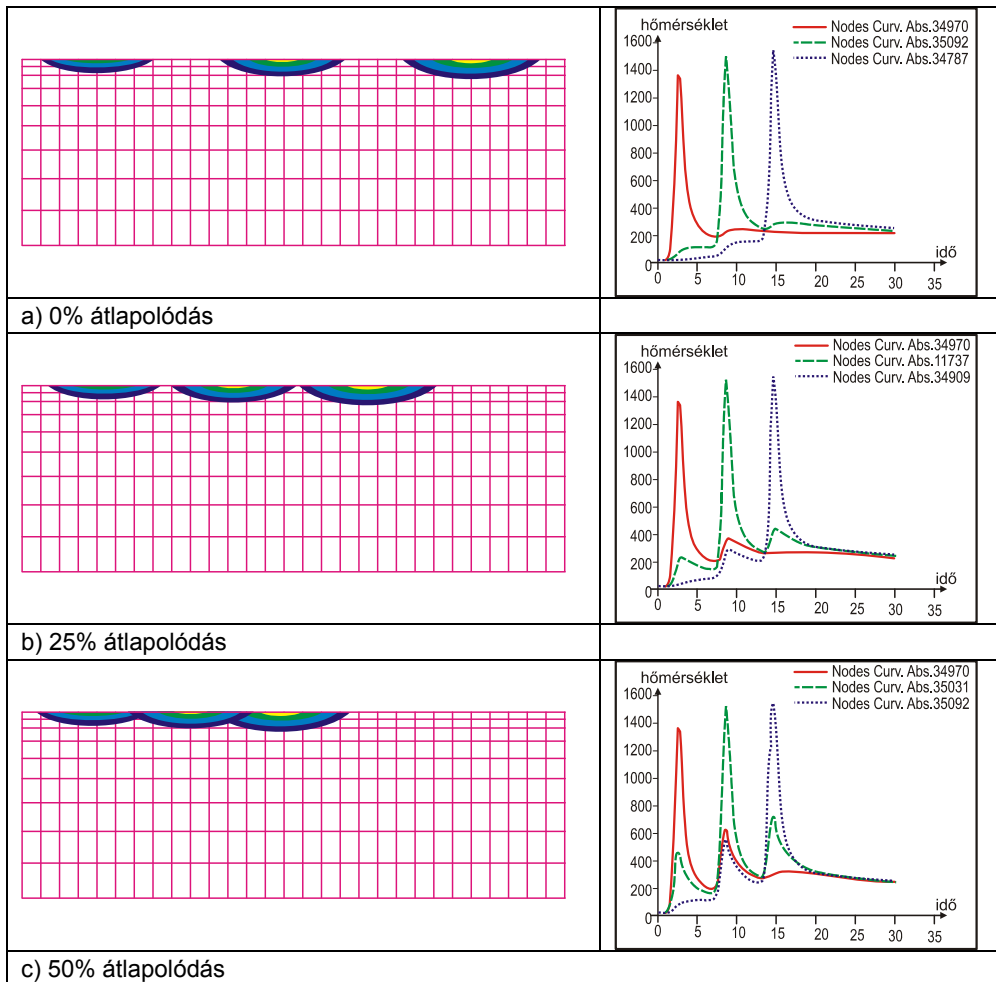 hőmérséklet
Nodes Curv. Abs.34970
Nodes Curv. Abs.35092
Nodes Curv. Abs.34787
1600
1400
1200
1000
800
600
400
200
0
idő
0 5 10 15 20 25 30 35
a) 0% átlapolódás
hőmérséklet
Nodes Curv. Abs.34970
Nodes Curv. Abs.11737
Nodes Curv. Abs.34909
1600
1400
1200
1000
800
600
400
200
0
idő
0 5 10 15 20 25 30 35
b) 25% átlapolódás
hőmérséklet
Nodes Curv. Abs.34970
Nodes Curv. Abs.35031
Nodes Curv. Abs.35092
1600
1400
1200
1000
800
600
400
200
0
idő
0 5 10 15 20 25 30 35
c) 50% átlapolódás